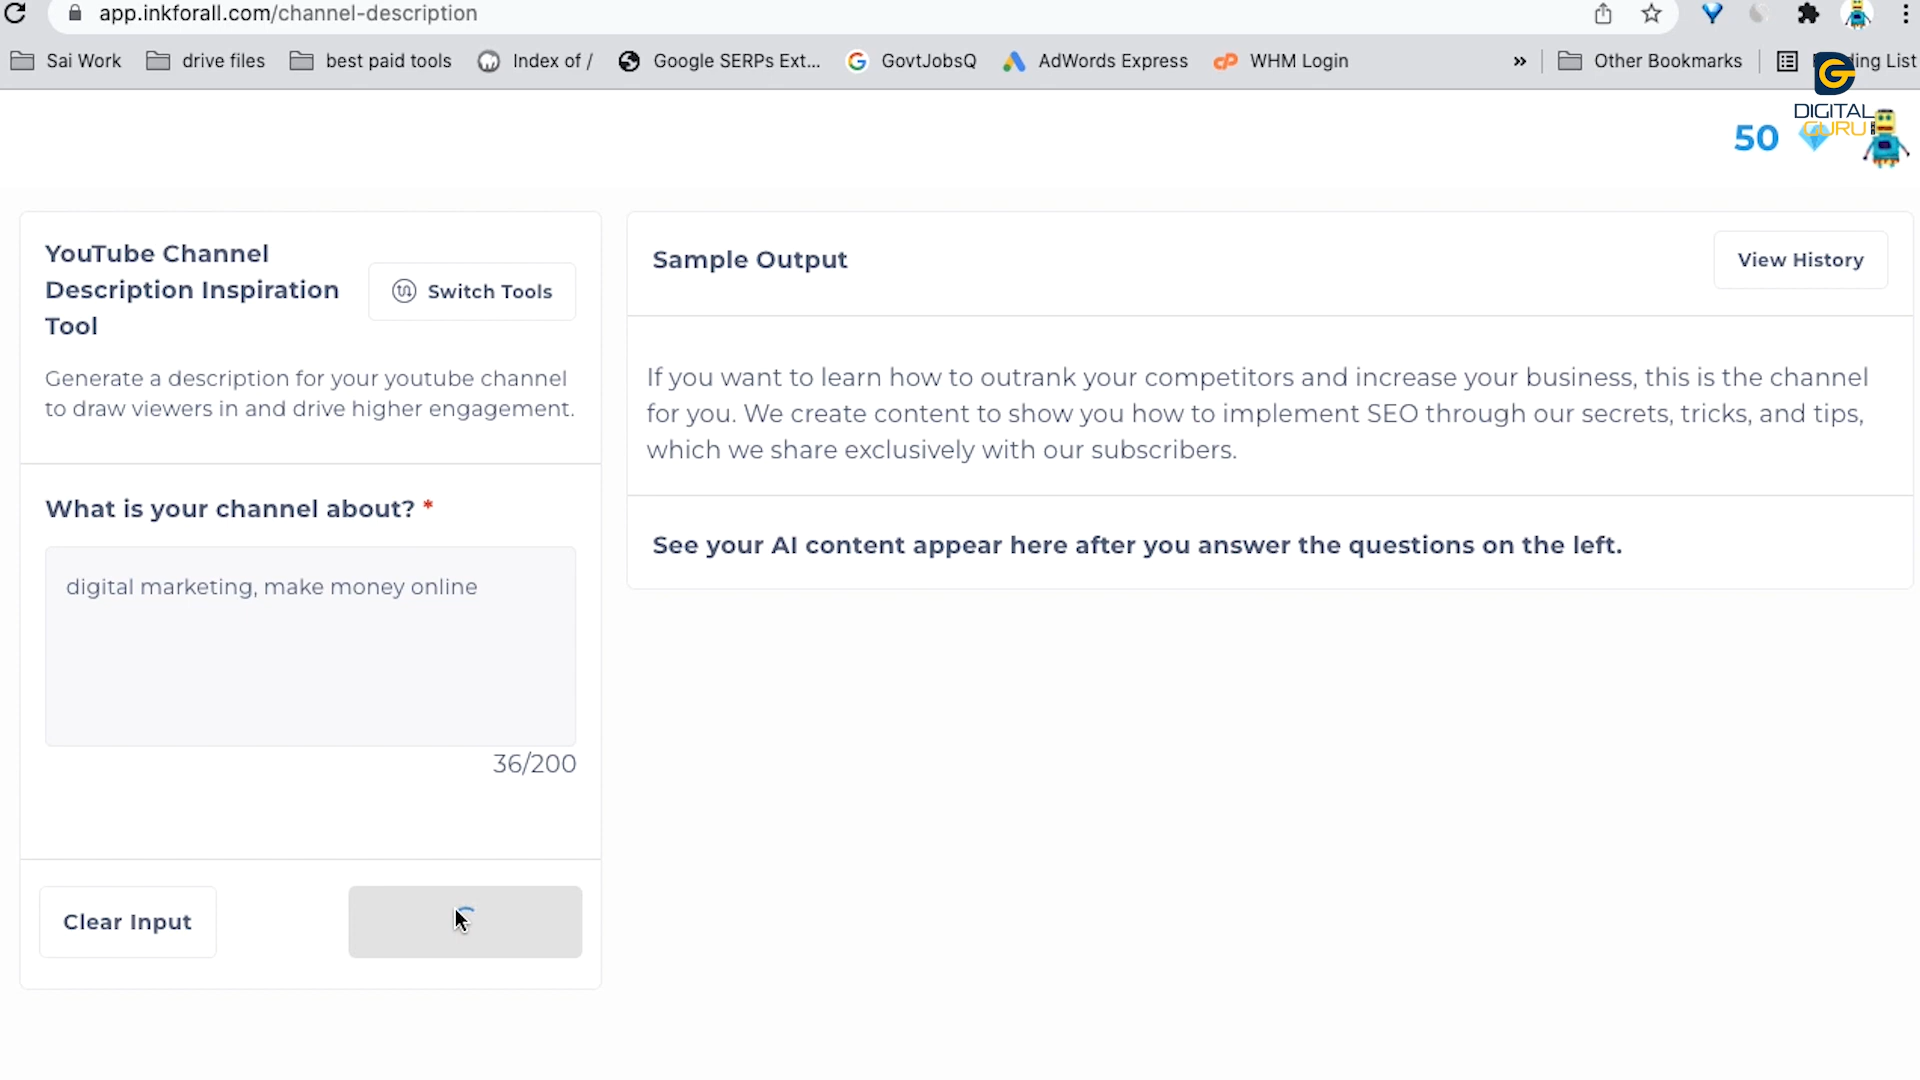 app.inkforall.com/channel-description
Sai Work drive files best paid tools Index of / Google SERPs Ext... GovtJobsQ AdWords Express WHM Login » Other Bookmarks ing List
DIGITAL
GURU
50
YouTube Channel
Description Inspiration
Tool
Switch Tools
Generate a description for your youtube channel
to draw viewers in and drive higher engagement.
What is your channel about? *
digital marketing, make money online
36/200
Clear Input
Sample Output
View History
If you want to learn how to outrank your competitors and increase your business, this is the channel
for you. We create content to show you how to implement SEO through our secrets, tricks, and tips,
which we share exclusively with our subscribers.
See your AI content appear here after you answer the questions on the left.